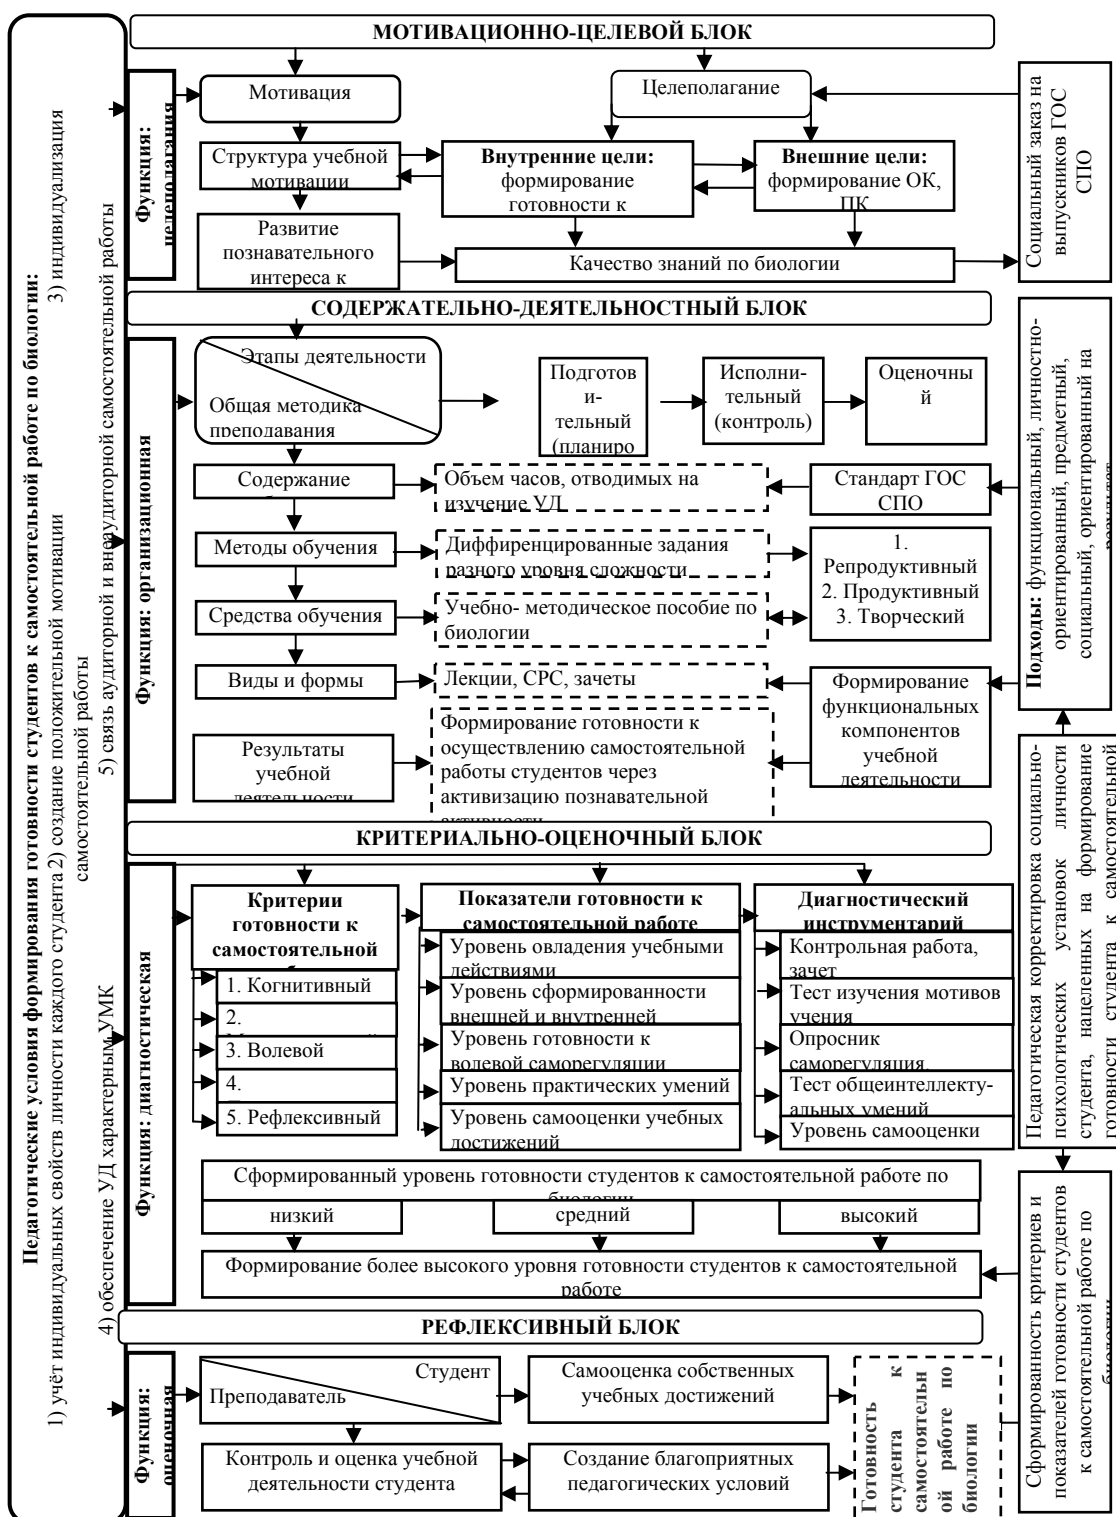 Педагогические условия формирования готовности студентов к самостоятельной работе по биологии:
1) учёт индивидуальных свойств личности каждого студента 2) создание положительной мотивации
3) индивидуализация
самостоятельной работы
4) обеспечение УД характерным УМК
5) связь аудиторной и внеаудиторной самостоятельной работы
МОТИВАЦИОННО-ЦЕЛЕВОЙ БЛОК
Функция:
целеполагания
Мотивация
Целеполагание
Структура учебной
мотивации
Внутренние цели:
формирование
готовности к
Внешние цели:
формирование ОК,
ПК
Развитие
познавательного
интереса к
Качество знаний по биологии
Социальный заказ на
выпускников ГОС
СПО
СОДЕРЖАТЕЛЬНО-ДЕЯТЕЛЬНОСТНЫЙ БЛОК
Функция: организационная
Этапы деятельности
Общая методика
преподавания
Подготов
и-
тельный
(планиро
Исполни-
тельный
(контроль)
Оценочны
й
Содержание
Объем часов, отводимых на
изучение УД
Стандарт ГОС
СПО
Методы обучения
Диффиренцированные задания
разного уровня сложности
1.
Репродуктивный
2. Продуктивный
3. Творческий
Средства обучения
Учебно- методическое пособие по
биологии
Виды и формы
Лекции, СРС, зачеты
Формирование
функциональных
компонентов
учебной
деятельности
Результаты
учебной
деятельности
Формирование готовности к
осуществлению самостоятельной
работы студентов через
активизацию познавательной
активности
Подходы: функциональный, личностно-
ориентированный, предметный,
социальный, ориентированный на
результат
КРИТЕРИАЛЬНО-ОЦЕНОЧНЫЙ БЛОК
Функция: диагностическая
Критерии
готовности к
самостоятельной
1. Когнитивный
2.
3. Волевой
4.
5. Рефлексивный
Показатели готовности к
самостоятельной работе
Уровень овладения учебными
действиями
Уровень сформированности
внешней и внутренней
Уровень готовности к
волевой саморегуляции
Уровень практических умений
Уровень самооценки учебных
достижений
Диагностический
инструментарий
Контрольная работа,
зачет
Тест изучения мотивов
учения
Опросник
саморегуляция.
Тест общеинтеллекту-
альных умений
Уровень самооценки
Педагогическая корректировка социально-
психологических установок личности
студента, нацеленных на формирование
готовности студента к самостоятельной
Сформированный уровень готовности студентов к самостоятельной работе по
биологии
низкий
средний
высокий
Формирование более высокого уровня готовности студентов к самостоятельной
работе
Сформированность критериев и
показателей готовности студентов
к самостоятельной работе по
биологии
РЕФЛЕКСИВНЫЙ БЛОК
Функция:
оценочная
Студент
Преподаватель
Самооценка собственных
учебных достижений
Контроль и оценка учебной
деятельности студента
Создание благоприятных
педагогических условий
Готовность к
студента
самостоятельн
ой работе по
биологии